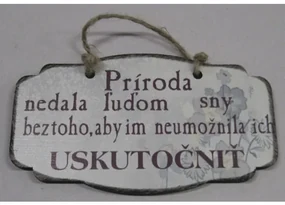 Príroda
nedala ľuďom sny
beztoho,aby im neumožnila ich
USKUTOČNIŤ